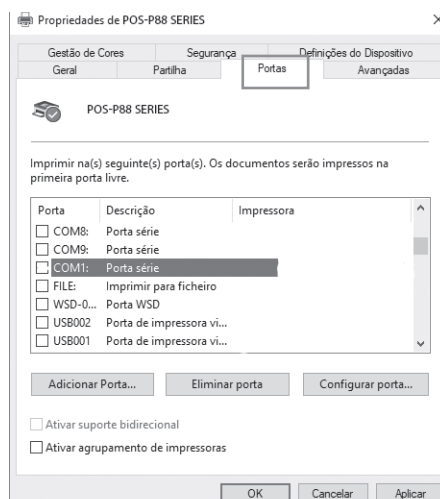 Propriedades de POS-P88 SERIES
Gestão de Cores Segurança Definições do Dispositivo
Geral Partilha Portas Avançadas
POS-P88 SERIES
Imprimir na(s) seguinte(s) porta(s). Os documentos serão impressos na
primeira porta livre.
Porta Descrição Impressora
COM8: Porta série
COM9: Porta série
COM1: Porta série
FILE: Imprimir para ficheiro
WSD-0... Porta WSD
USB002 Porta de impressora vi...
USB001 Porta de impressora vi...
Adicionar Porta... Eliminar porta Configurar porta...
Ativar suporte bidirecional
Ativar agrupamento de impressoras
OK Cancelar Aplicar